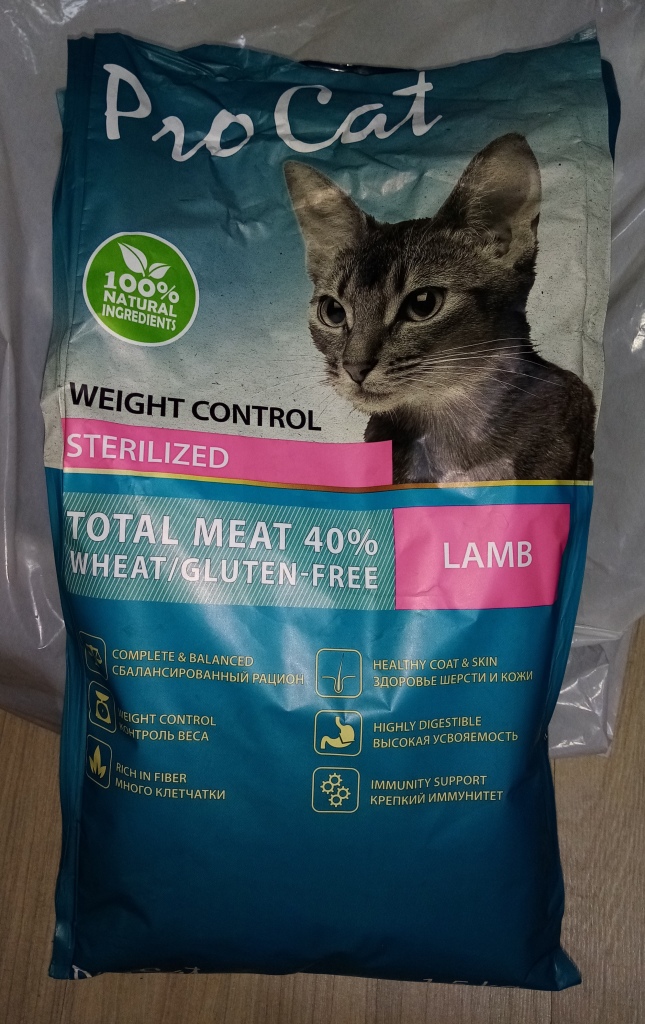 Pro Cat
100%
NATURAL
INGREDIENTS
WEIGHT CONTROL
STERILIZED
TOTAL MEAT 40%
WHEAT/GLUTEN-FREE
LAMB
COMPLETE & BALANCED
СБАЛАНСИРОВАННЫЙ РАЦИОН
WEIGHT CONTROL
КОНТРОЛЬ ВЕСА
RICH IN FIBER
МНОГО КЛЕТЧАТКИ
HEALTHY COAT & SKIN
ЗДОРОВЬЕ ШЕРСТИ И КОЖИ
HIGHLY DIGESTIBLE
ВЫСОКАЯ УСВОЯЕМОСТЬ
IMMUNITY SUPPORT
КРЕПКИЙ ИММУНИТЕТ